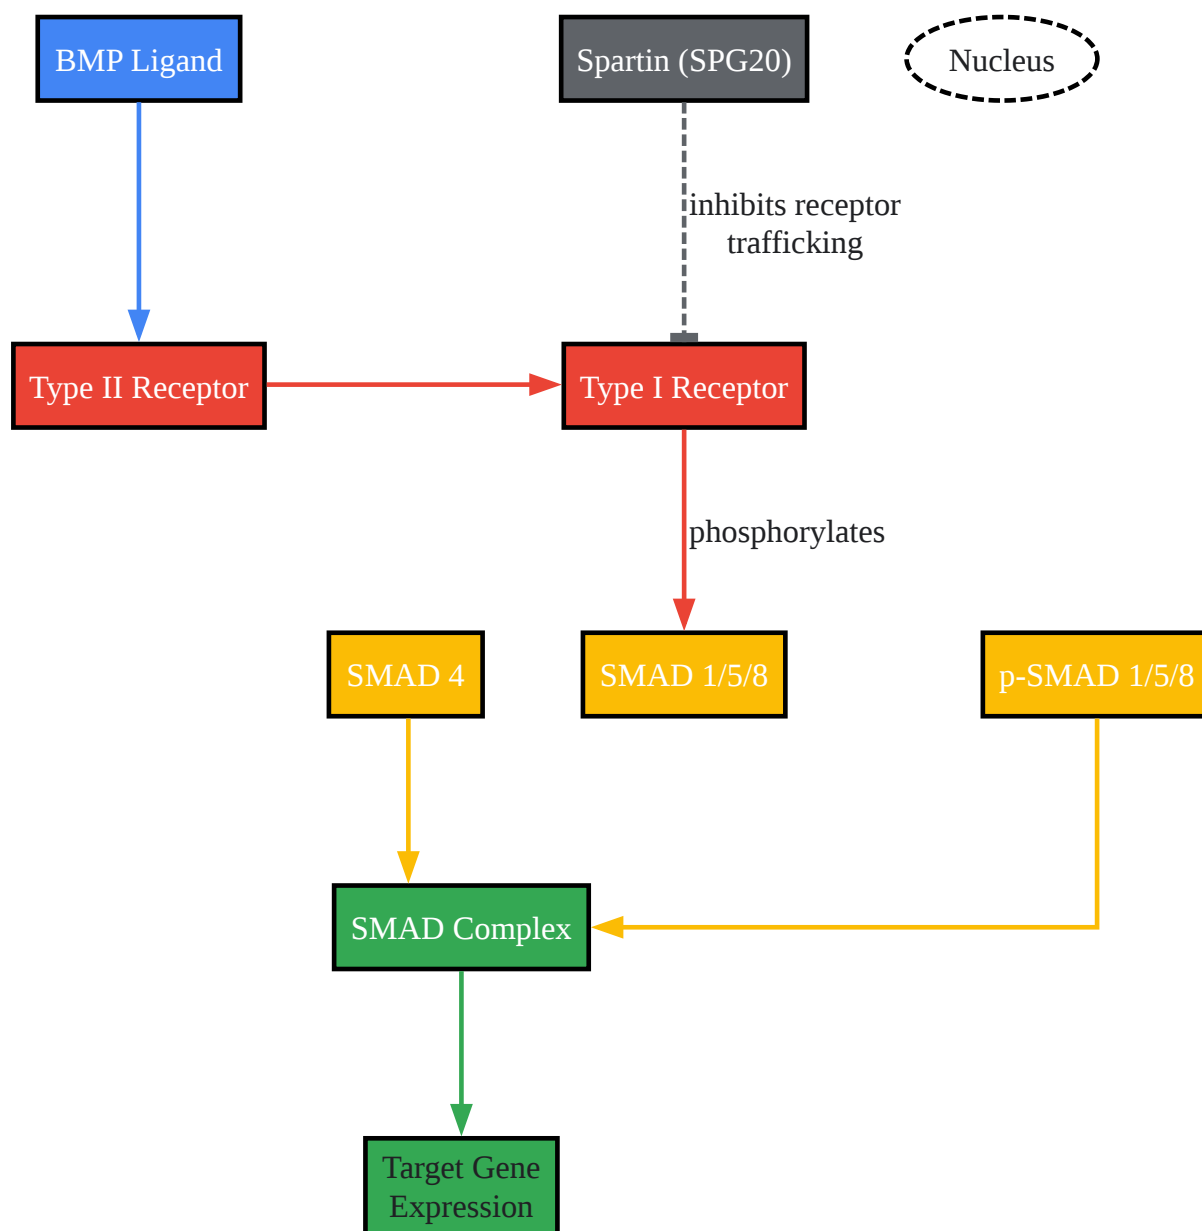 BMP Ligand
Spartin (SPG20)
Nucleus
inhibits receptor
trafficking
Type II Receptor
Type I Receptor
phosphorylates
SMAD 4
SMAD 1/5/8
p-SMAD 1/5/8
SMAD Complex
Target Gene
Expression